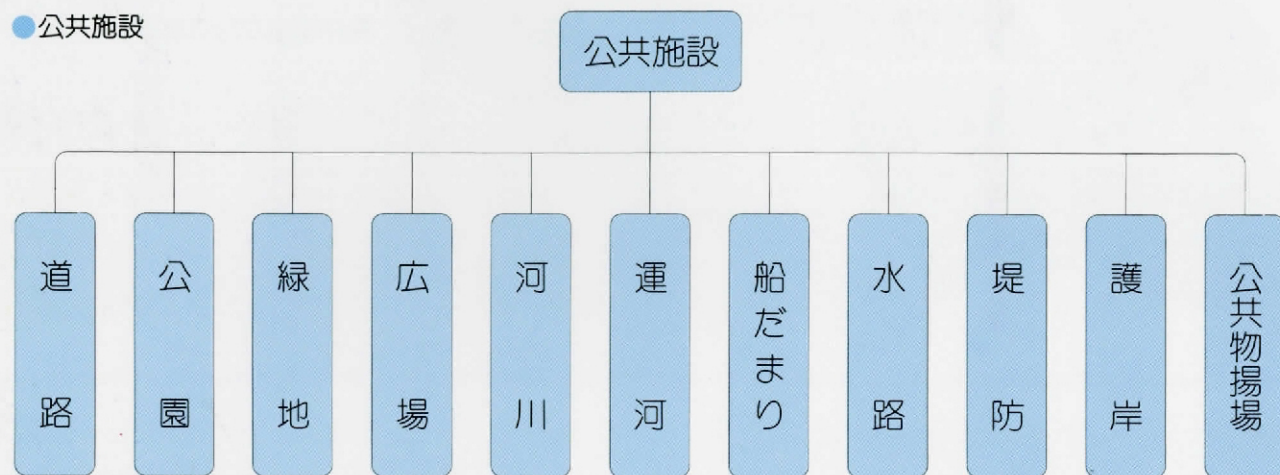 ●公共施設
公共施設
道路
公園
緑地
広場
河川
運河
船だまり
水路
堤防
護岸
公共物揚場